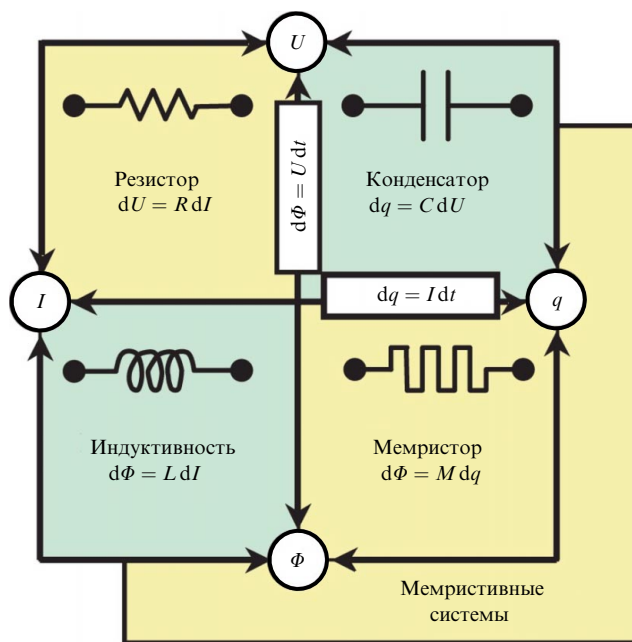 U
Резистор
dU = R dI
Конденсатор
dq = C dU
dΦ = U dt
I
dq = I dt
q
Индуктивность
dΦ = L dI
Мемристор
dΦ = M dq
Φ
Мемристивные
системы